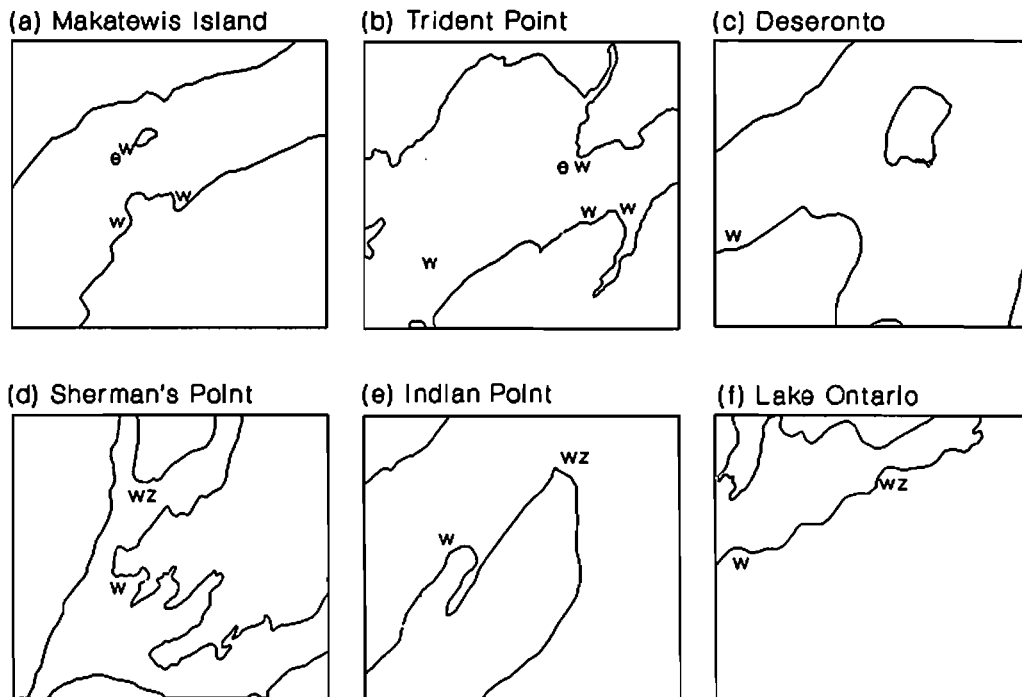 (a) Makatewis Island
(b) Trident Point
(c) Deseronto
e w
w
w
e w
w
w
w
w
(d) Sherman's Point
(e) Indian Point
(f) Lake Ontario
wz
w
wz
w
wz
w